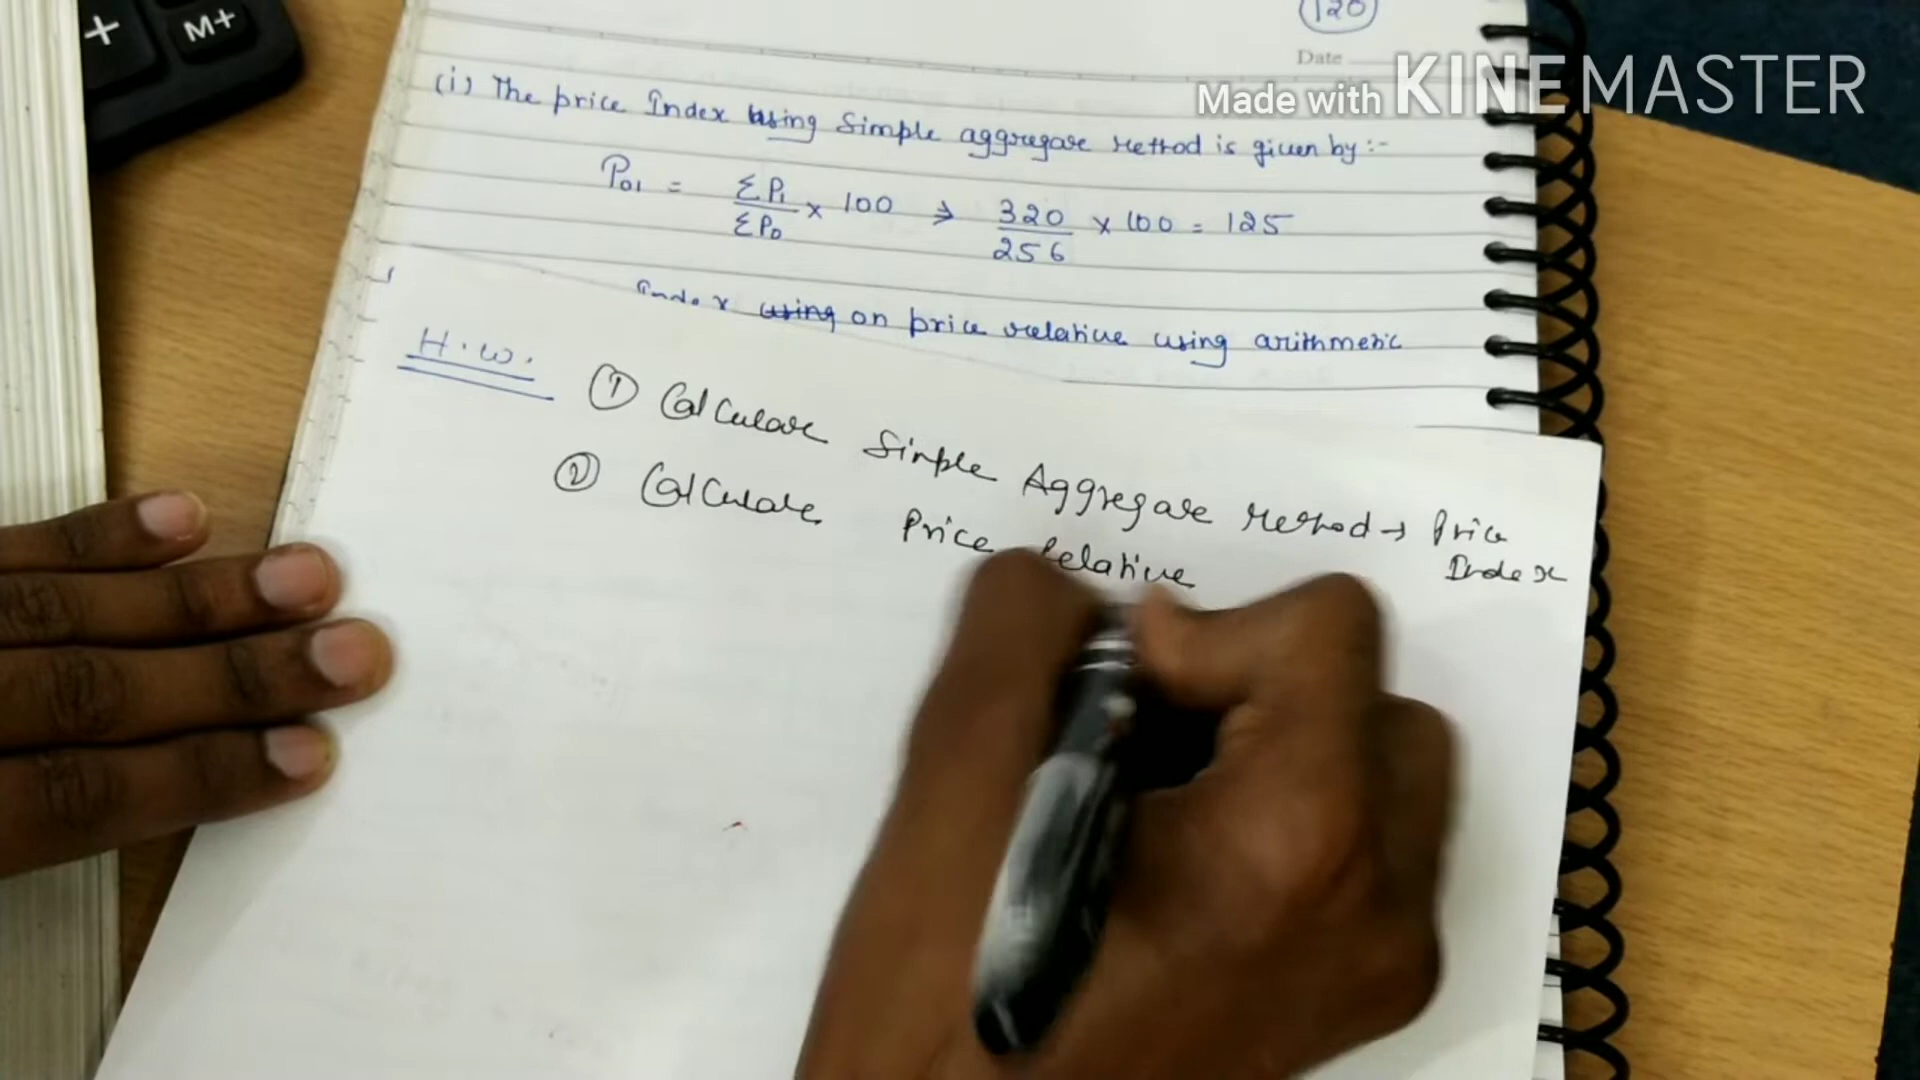 + M+
120
Date
Made with KINEMASTER
(i) The price Index using Simple aggregate Method is given by :-
P01 = ΣP1/ΣP0 × 100 ⇒ 320/256 × 100 = 125
Index using on price relative using arithmetic
H.W.
① Calculate Simple Aggregate Method → Price Index
② Calculate Price Relative